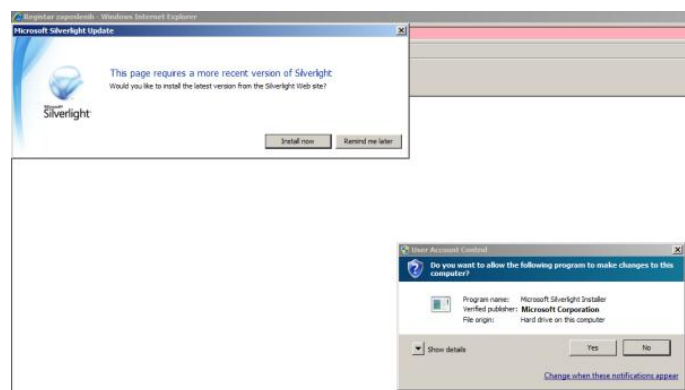 Registar zaposlenih - Windows Internet Explorer
Microsoft Silverlight Update
This page requires a more recent version of Silverlight
Would you like to install the latest version from the Silverlight Web site?
Microsoft
Silverlight
Install now
Remind me later
User Account Control
Do you want to allow the following program to make changes to this
computer?
Program name: Microsoft Silverlight Installer
Verified publisher: Microsoft Corporation
File origin: Hard drive on this computer
Show details
Yes
No
Change when these notifications appear